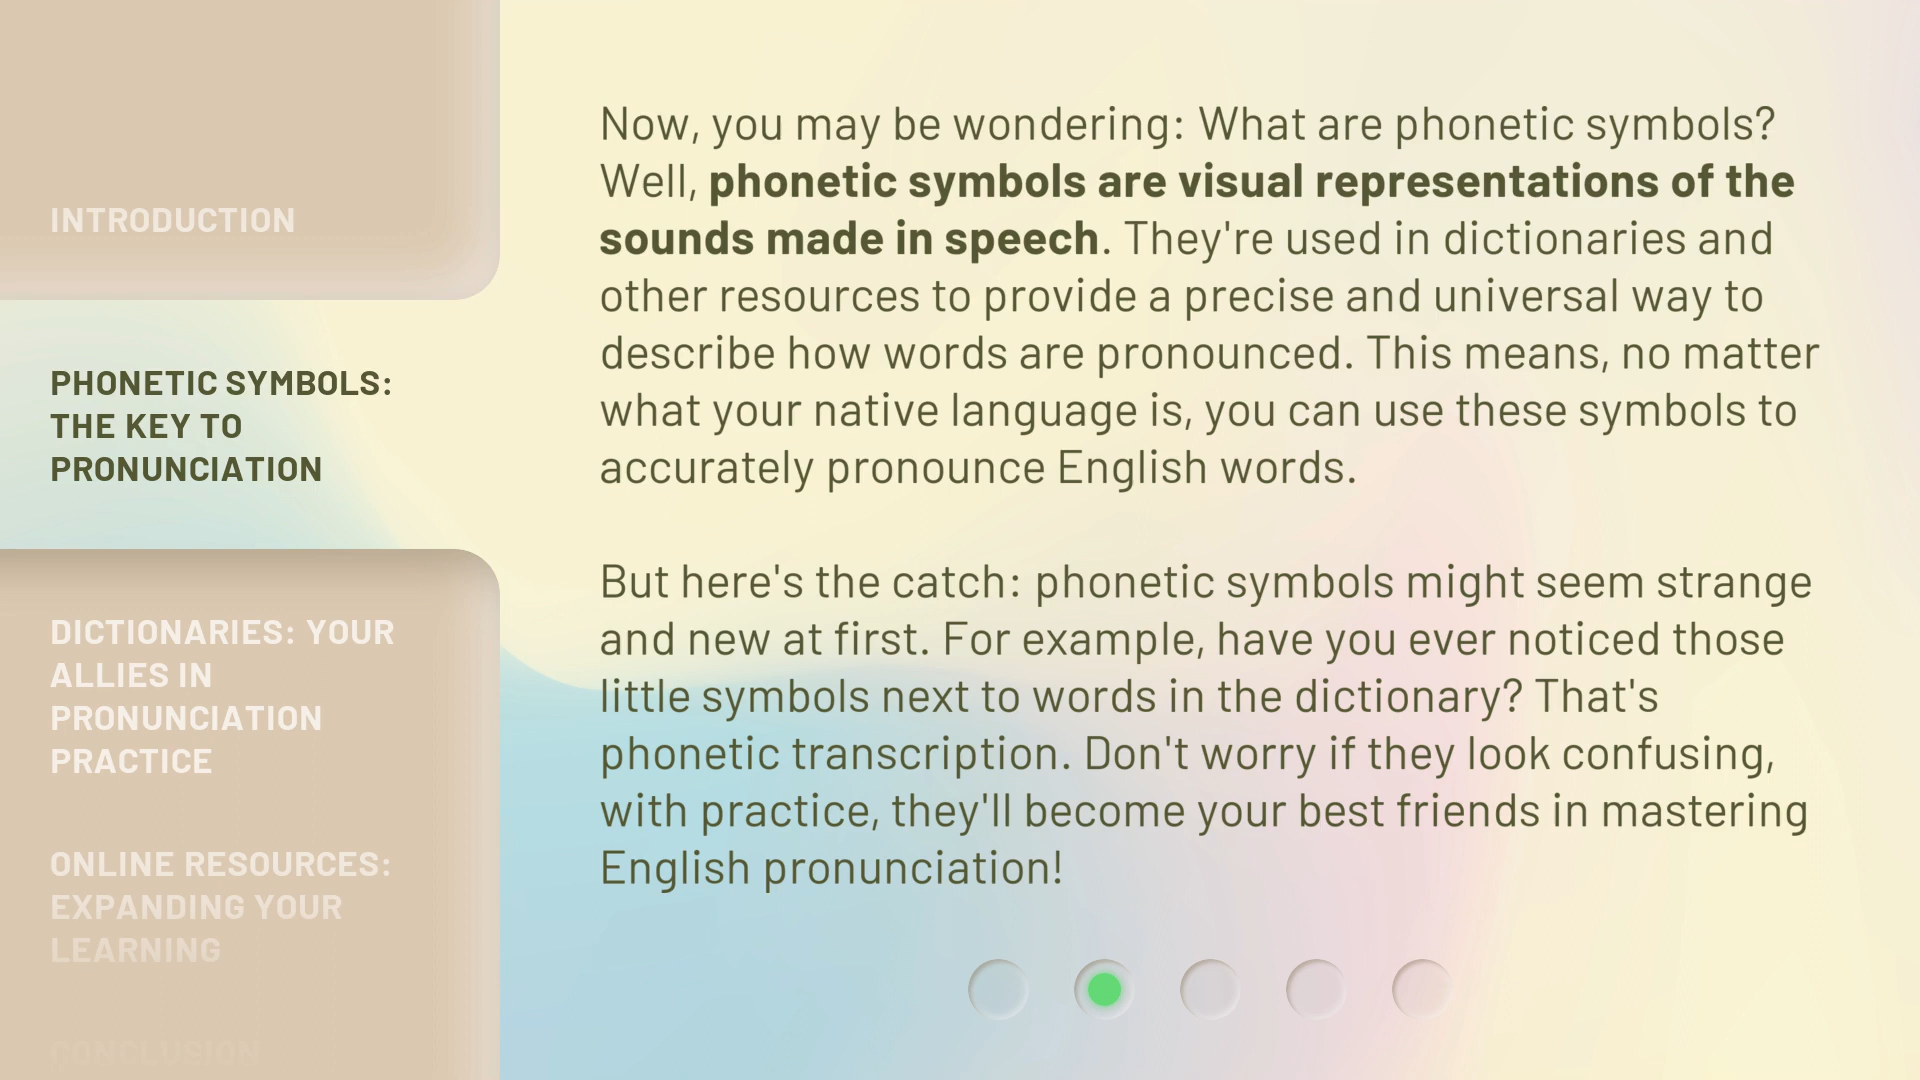 INTRODUCTION
PHONETIC SYMBOLS:
THE KEY TO
PRONUNCIATION
DICTIONARIES: YOUR
ALLIES IN
PRONUNCIATION
PRACTICE
ONLINE RESOURCES:
EXPANDING YOUR
LEARNING
CONCLUSION
Now, you may be wondering: What are phonetic symbols?
Well, phonetic symbols are visual representations of the
sounds made in speech. They're used in dictionaries and
other resources to provide a precise and universal way to
describe how words are pronounced. This means, no matter
what your native language is, you can use these symbols to
accurately pronounce English words.
But here's the catch: phonetic symbols might seem strange
and new at first. For example, have you ever noticed those
little symbols next to words in the dictionary? That's
phonetic transcription. Don't worry if they look confusing,
with practice, they'll become your best friends in mastering
English pronunciation!